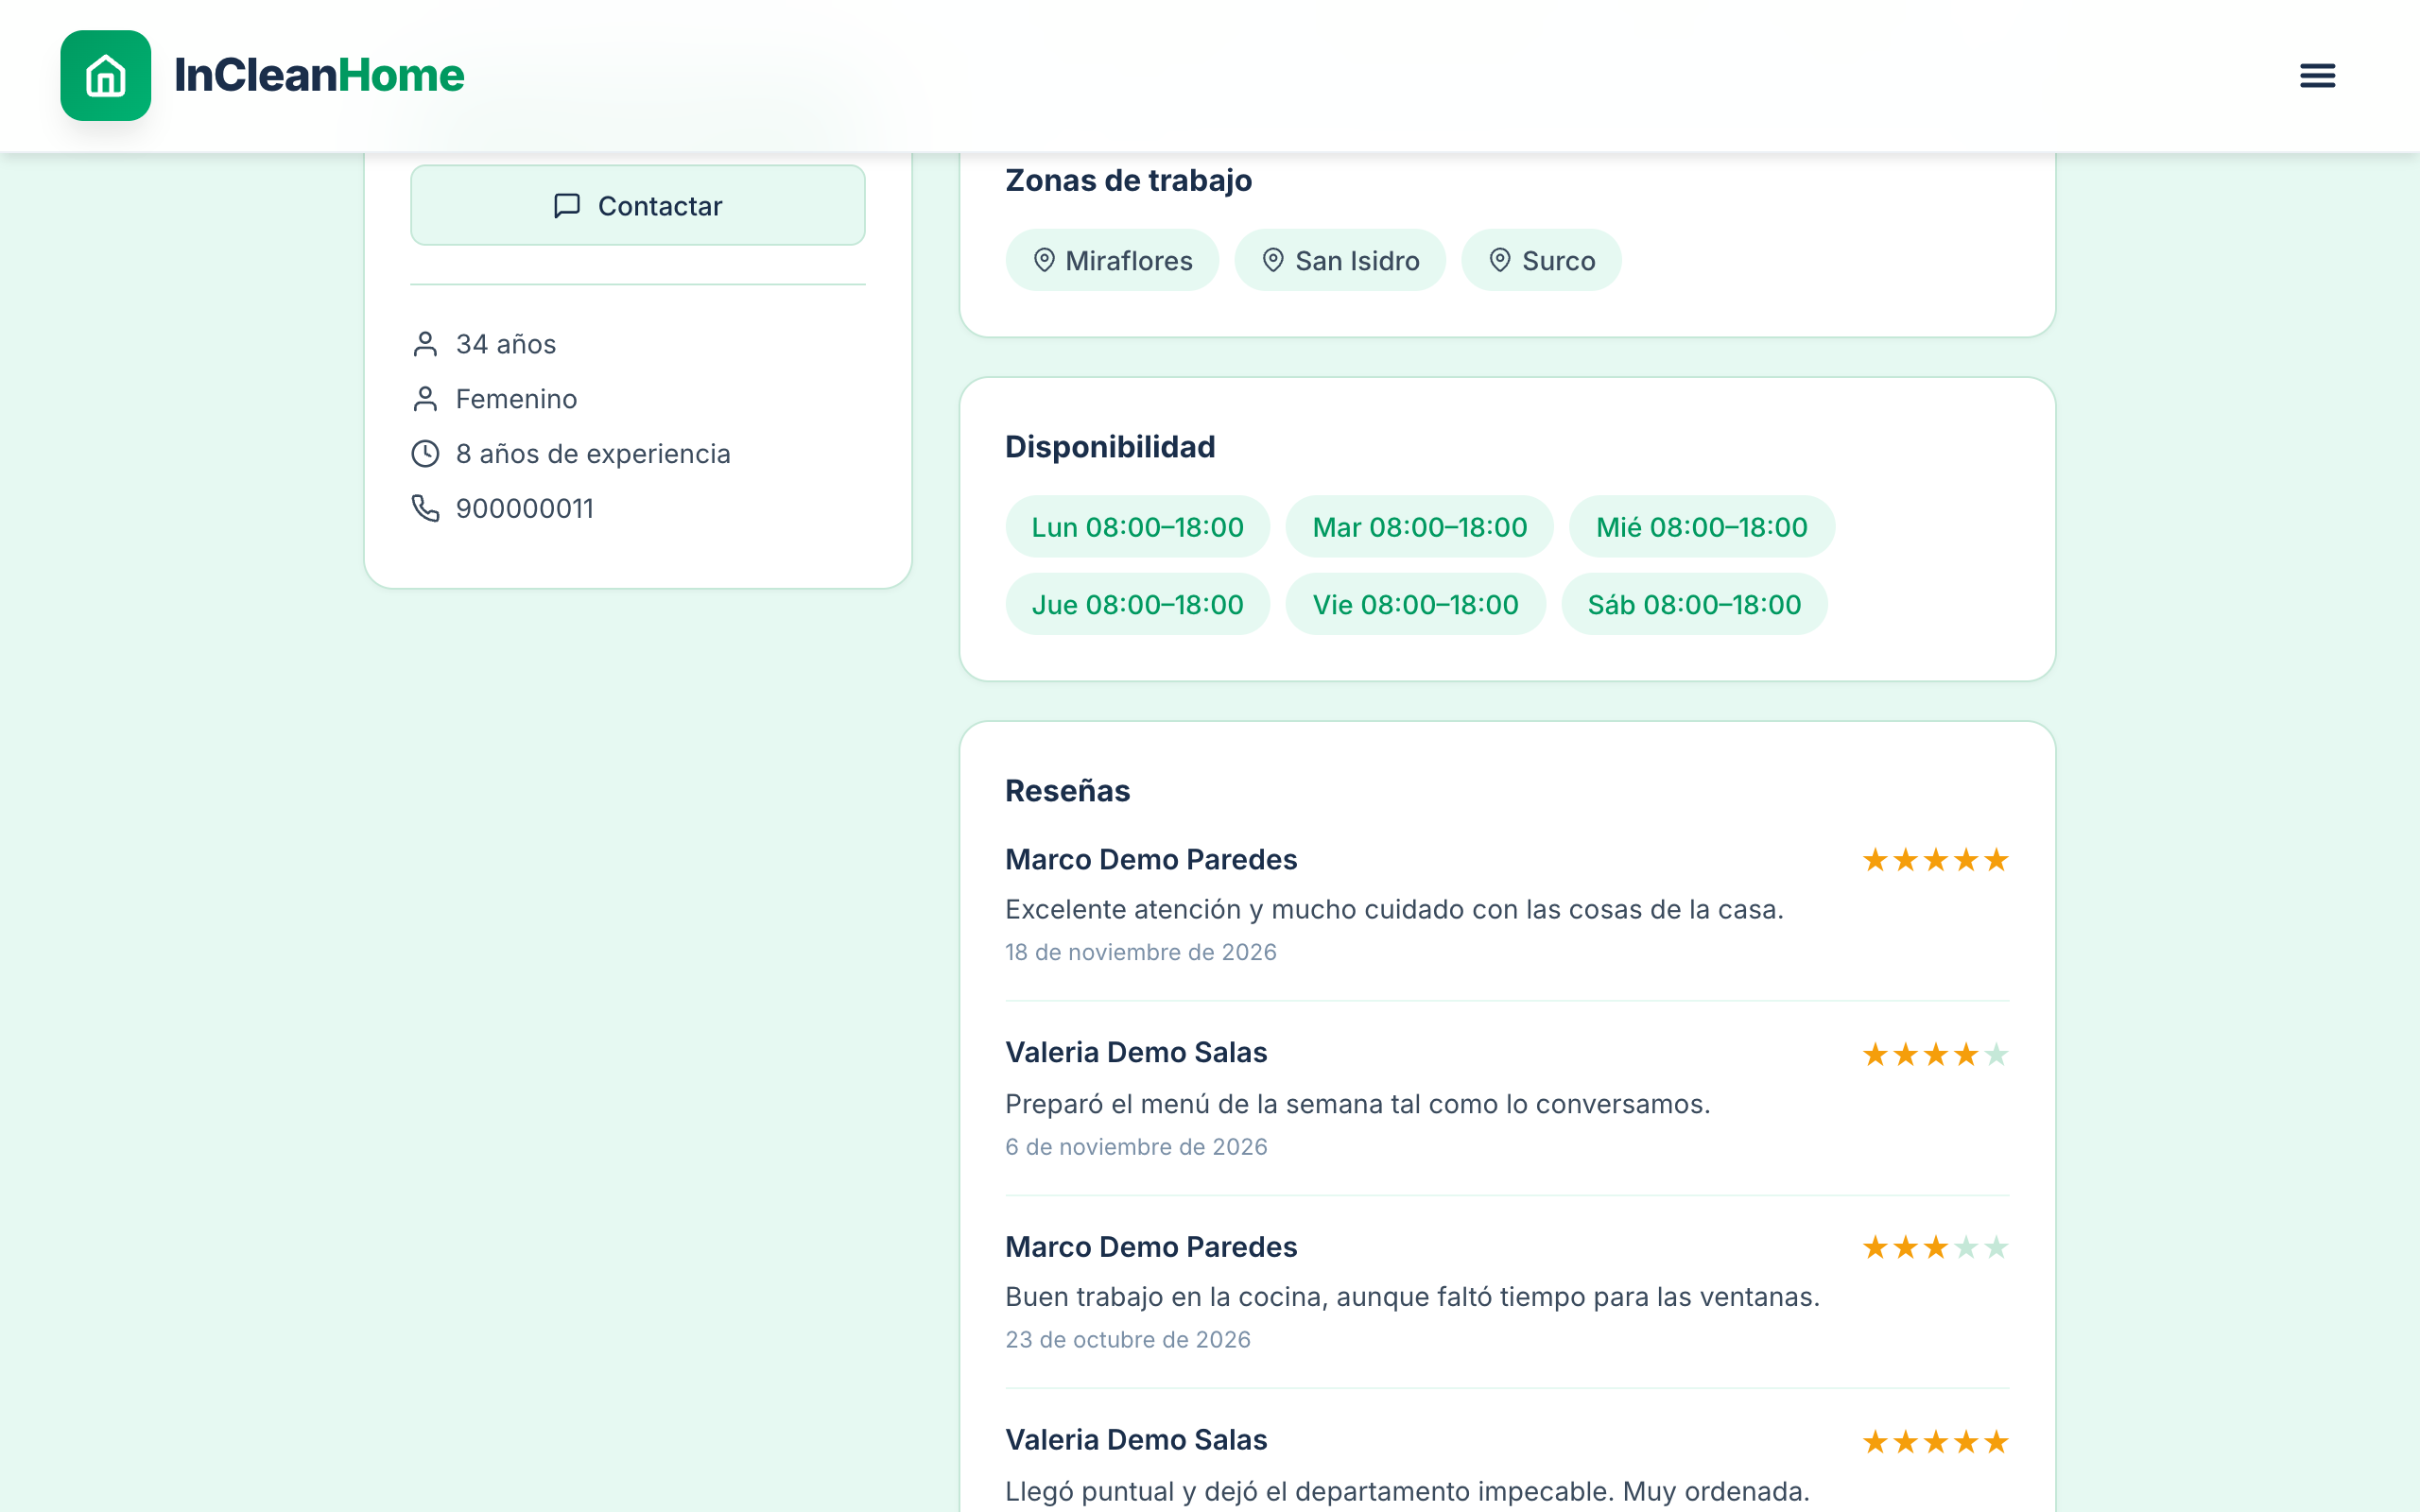 InCleanHome
Contactar
34 años
Femenino
8 años de experiencia
900000011
Zonas de trabajo
Miraflores
San Isidro
Surco
Disponibilidad
Lun 08:00–18:00
Mar 08:00–18:00
Mié 08:00–18:00
Jue 08:00–18:00
Vie 08:00–18:00
Sáb 08:00–18:00
Reseñas
Marco Demo Paredes
Excelente atención y mucho cuidado con las cosas de la casa.
18 de noviembre de 2026
Valeria Demo Salas
Preparó el menú de la semana tal como lo conversamos.
6 de noviembre de 2026
Marco Demo Paredes
Buen trabajo en la cocina, aunque faltó tiempo para las ventanas.
23 de octubre de 2026
Valeria Demo Salas
Llegó puntual y dejó el departamento impecable. Muy ordenada.